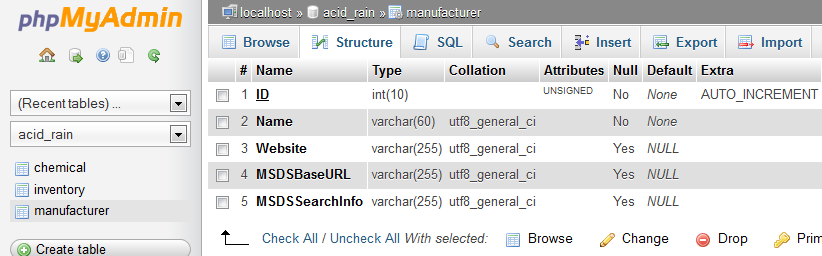 phpMyAdmin
(Recent tables) ...
acid_rain
chemical
inventory
manufacturer
Create table
localhost » acid_rain » manufacturer
Browse Structure SQL Search Insert Export Import
# Name Type Collation Attributes Null Default Extra
1 ID int(10) UNSIGNED No None AUTO_INCREMENT
2 Name varchar(60) utf8_general_ci No None
3 Website varchar(255) utf8_general_ci Yes NULL
4 MSDSBaseURL varchar(255) utf8_general_ci Yes NULL
5 MSDSSearchInfo varchar(255) utf8_general_ci Yes NULL
Check All / Uncheck All With selected: Browse Change Drop Prim